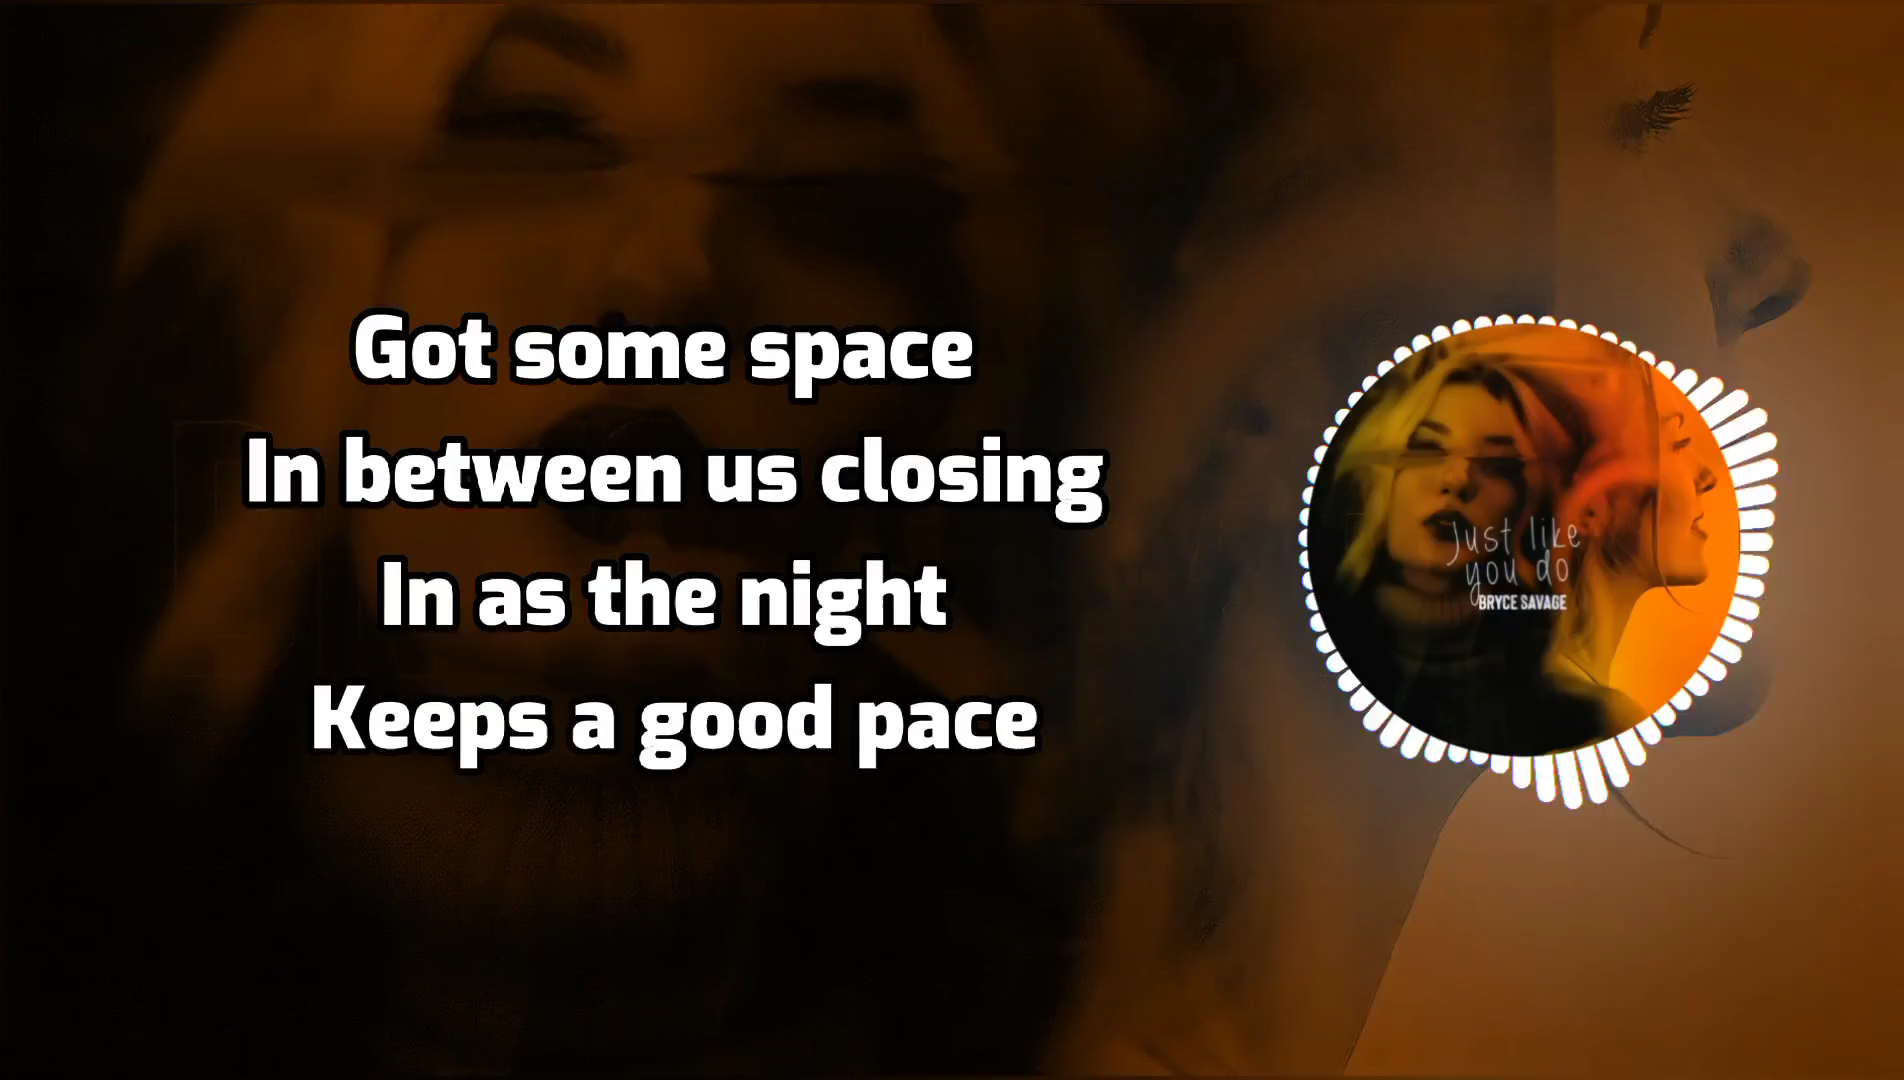 Got some space
In between us closing
In as the night
Keeps a good pace
Just like
you do
BRYCE SAVAGE